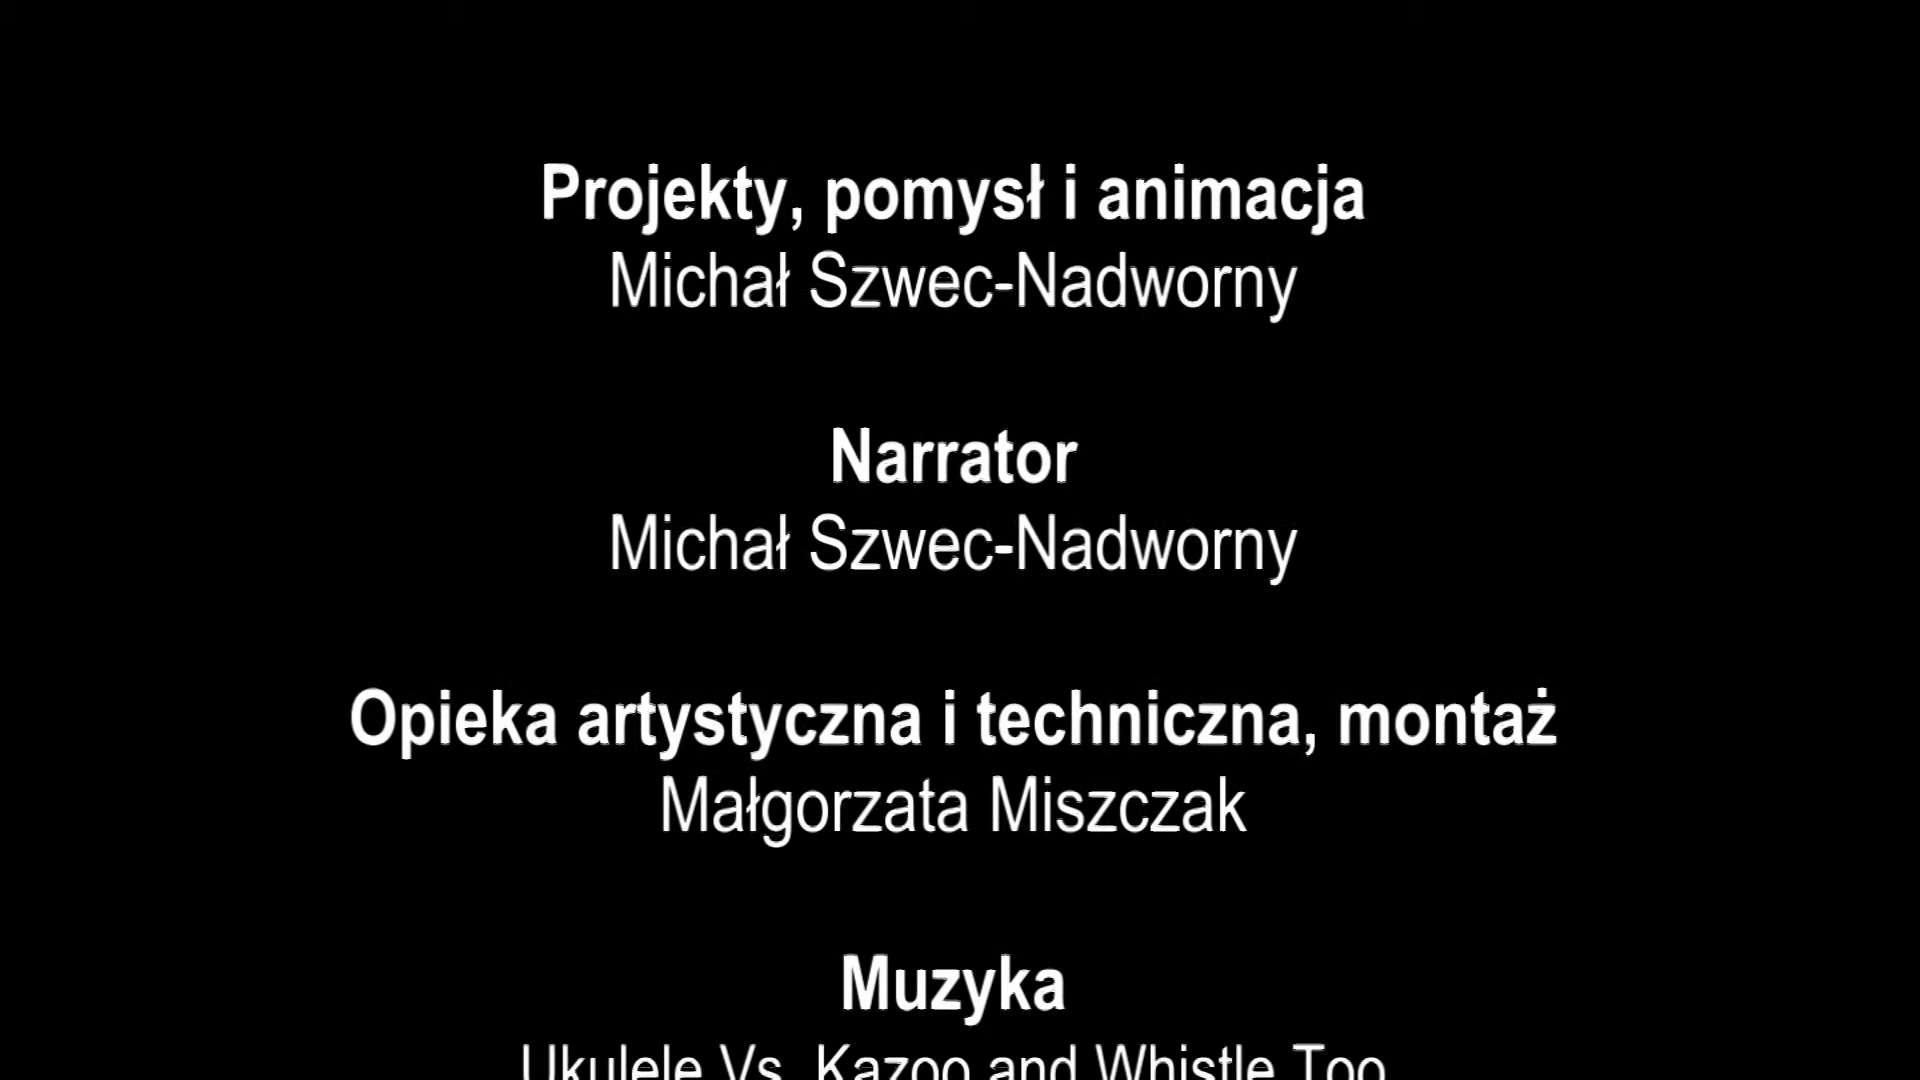 Projekty, pomysł i animacja
Michał Szwec-Nadworny
Narrator
Michał Szwec-Nadworny
Opieka artystyczna i techniczna, montaż
Małgorzata Miszczak
Muzyka
Ukulele Vs. Kazoo and Whistle Too